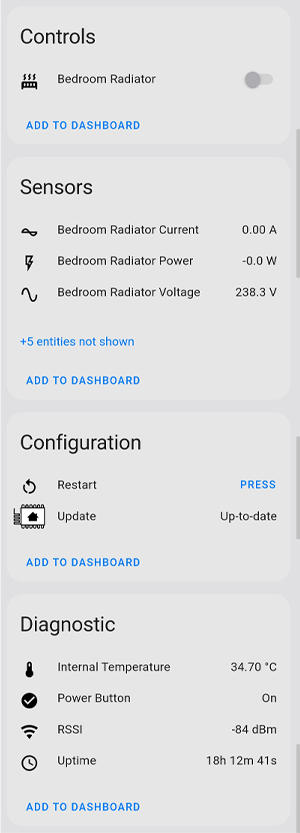 Controls
Bedroom Radiator
ADD TO DASHBOARD
Sensors
Bedroom Radiator Current 0.00 A
Bedroom Radiator Power -0.0 W
Bedroom Radiator Voltage 238.3 V
+5 entities not shown
ADD TO DASHBOARD
Configuration
Restart PRESS
Update Up-to-date
ADD TO DASHBOARD
Diagnostic
Internal Temperature 34.70 °C
Power Button On
RSSI -84 dBm
Uptime 18h 12m 41s
ADD TO DASHBOARD